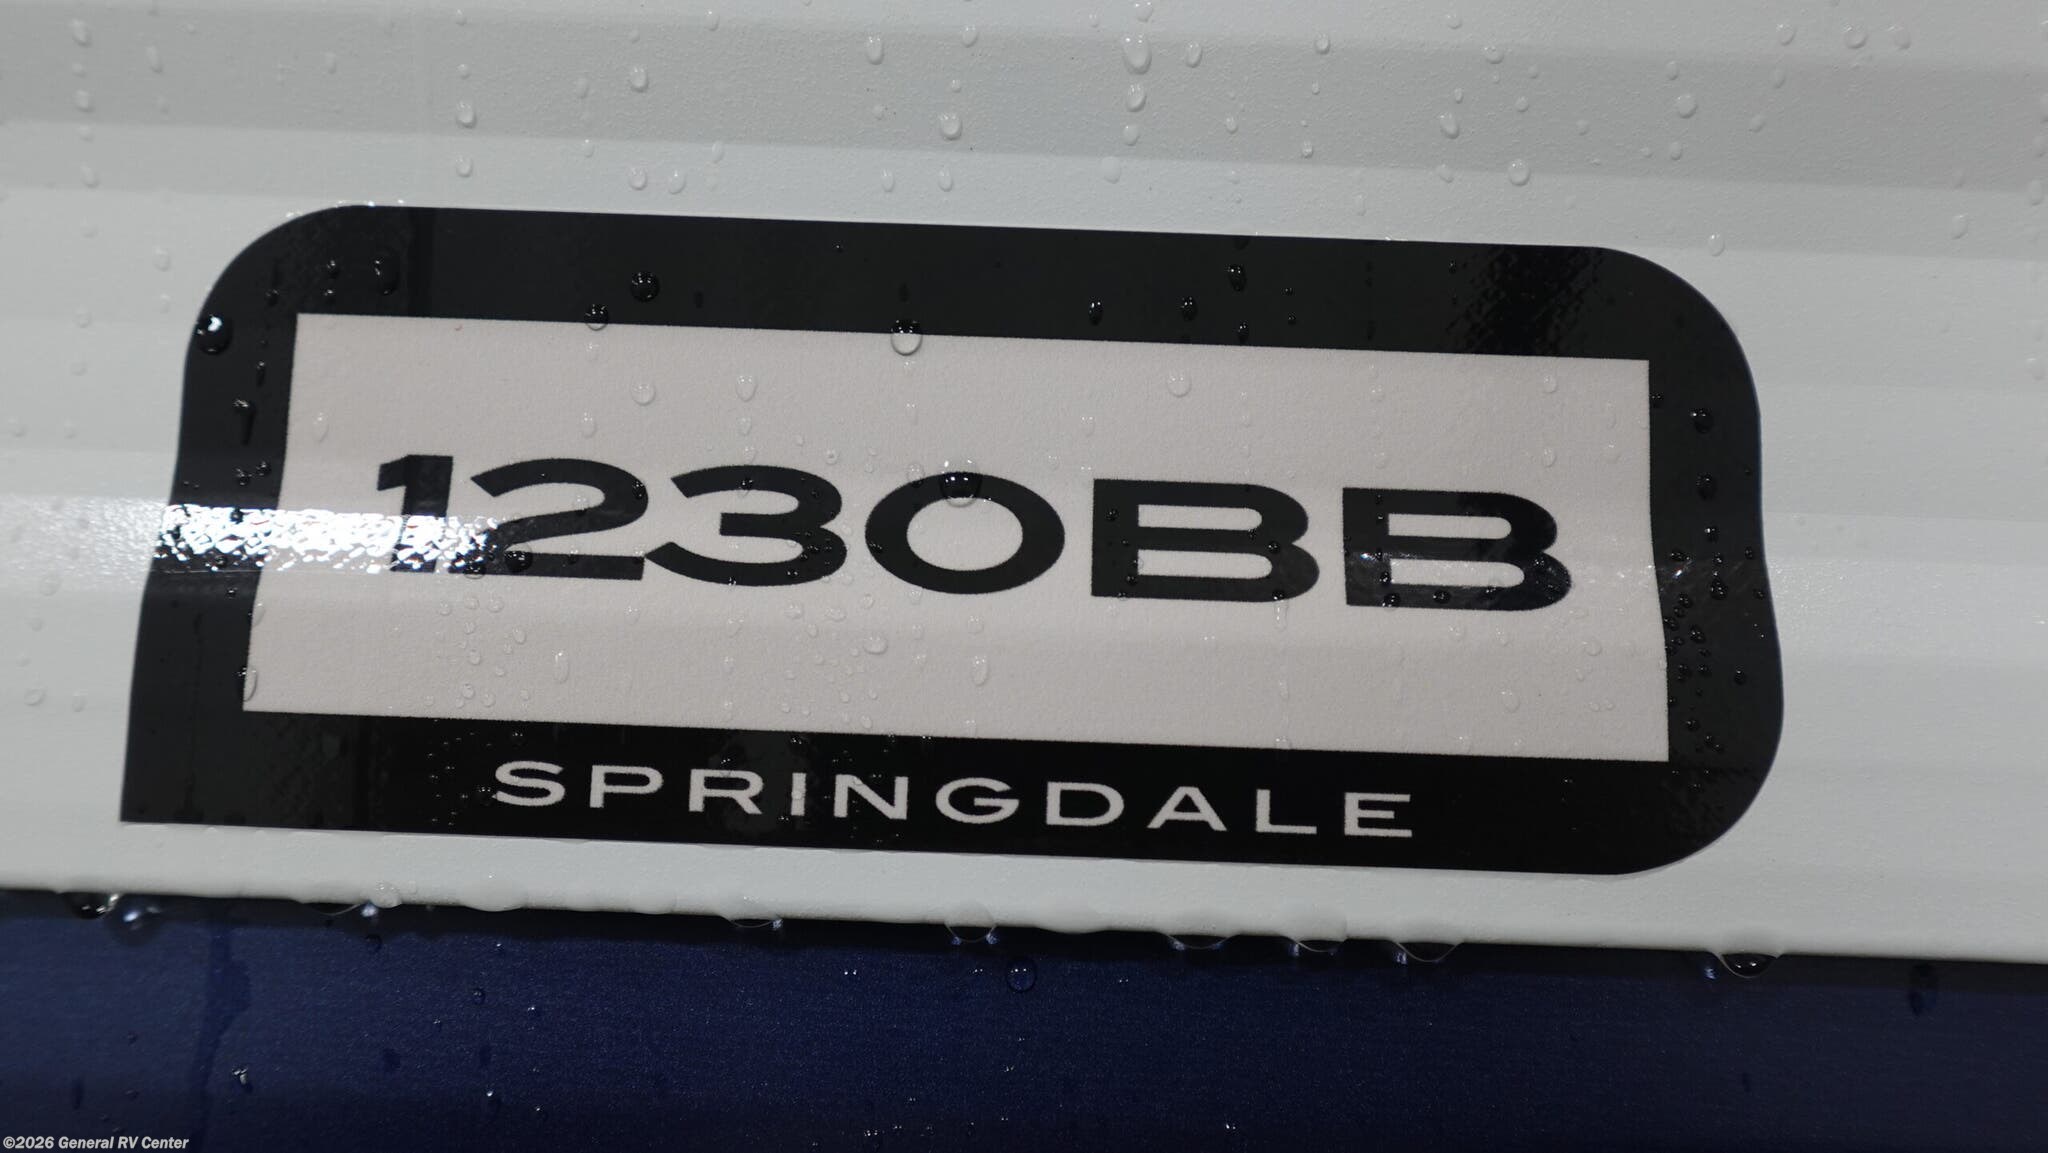 1230BB
SPRINGDALE
©2026 General RV Center